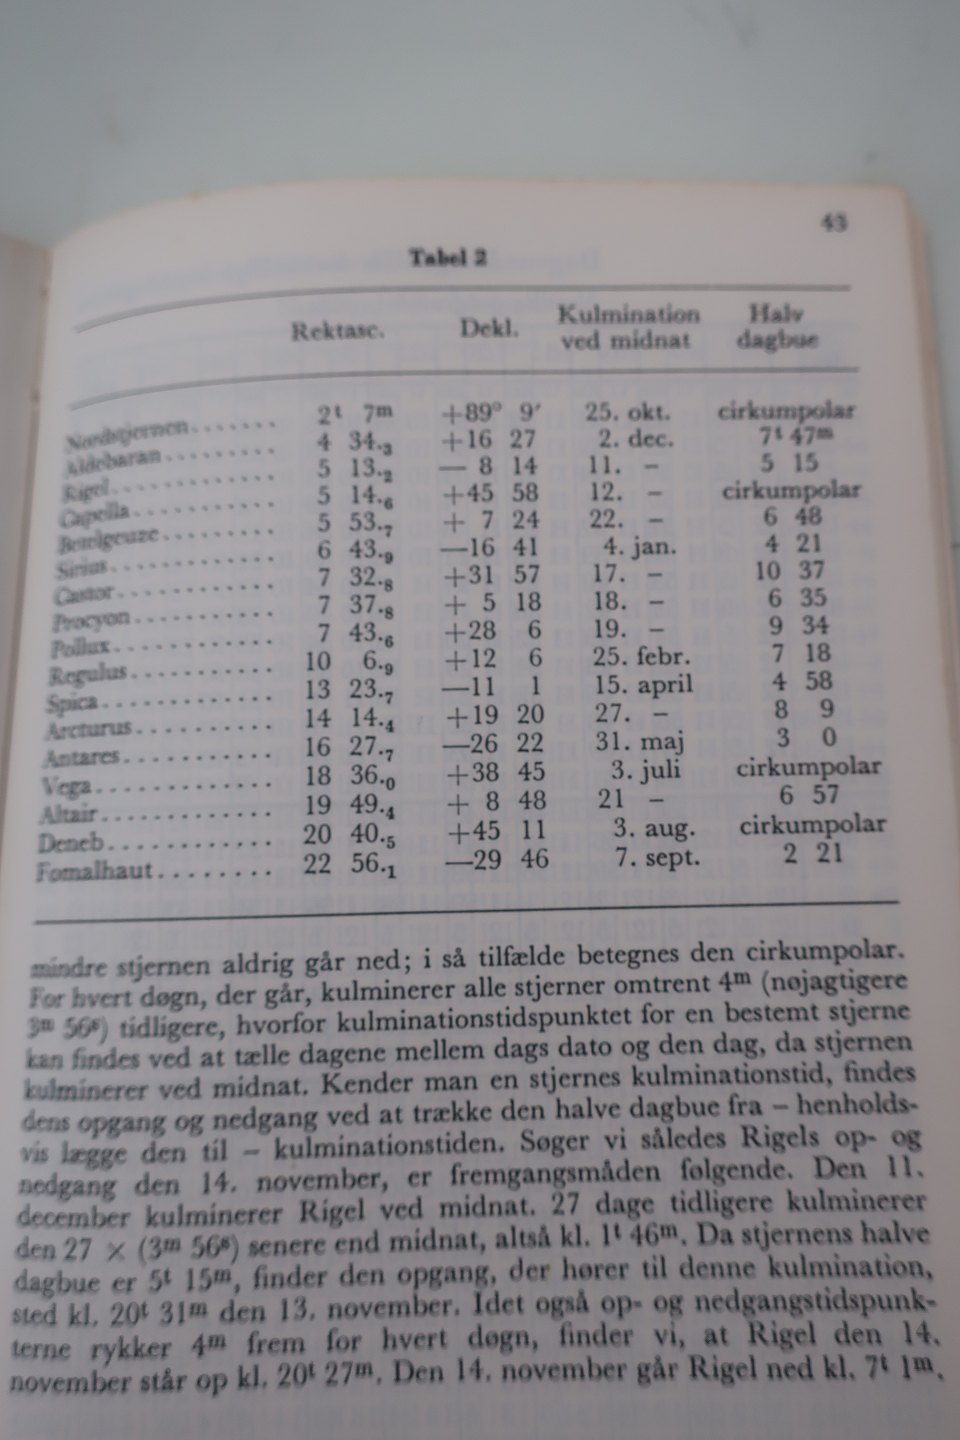 43
Tabel 2
Rektasc. Dekl. Kulmination ved midnat Halv dagbue
Nordstjernen....... 2ᵗ 7ᵐ +89° 9′ 25. okt. cirkumpolar
Aldebaran......... 4 34.₃ +16 27 2. dec. 7ᵗ 47ᵐ
Rigel............. 5 13.₂ — 8 14 11. – 5 15
Capella........... 5 14.₆ +45 58 12. – cirkumpolar
Betelgeuze......... 5 53.₇ + 7 24 22. – 6 48
Sirius............. 6 43.₉ —16 41 4. jan. 4 21
Castor............ 7 32.₈ +31 57 17. – 10 37
Procyon........... 7 37.₈ + 5 18 18. – 6 35
Pollux............ 7 43.₆ +28 6 19. – 9 34
Regulus........... 10 6.₉ +12 6 25. febr. 7 18
Spica............. 13 23.₇ —11 1 15. april 4 58
Arcturus.......... 14 14.₄ +19 20 27. – 8 9
Antares........... 16 27.₇ —26 22 31. maj 3 0
Vega.............. 18 36.₀ +38 45 3. juli cirkumpolar
Altair............. 19 49.₄ + 8 48 21 – 6 57
Deneb............ 20 40.₅ +45 11 3. aug. cirkumpolar
Fomalhaut........ 22 56.₁ —29 46 7. sept. 2 21
mindre stjernen aldrig går ned; i så tilfælde betegnes den cirkumpolar.
For hvert døgn, der går, kulminerer alle stjerner omtrent 4ᵐ (nøjagtigere
3ᵐ 56ˢ) tidligere, hvorfor kulminationstidspunktet for en bestemt stjerne
kan findes ved at tælle dagene mellem dags dato og den dag, da stjernen
kulminerer ved midnat. Kender man en stjernes kulminationstid, findes
dens opgang og nedgang ved at trække den halve dagbue fra – henholds-
vis lægge den til – kulminationstiden. Søger vi således Rigels op- og
nedgang den 14. november, er fremgangsmåden følgende. Den 11.
december kulminerer Rigel ved midnat. 27 dage tidligere kulminerer
den 27 × (3ᵐ 56ˢ) senere end midnat, altså kl. 1ᵗ 46ᵐ. Da stjernens halve
dagbue er 5ᵗ 15ᵐ, finder den opgang, der hører til denne kulmination,
sted kl. 20ᵗ 31ᵐ den 13. november. Idet også op- og nedgangstidspunk-
terne rykker 4ᵐ frem for hvert døgn, finder vi, at Rigel den 14.
november står op kl. 20ᵗ 27ᵐ. Den 14. november går Rigel ned kl. 7ᵗ 1ᵐ.